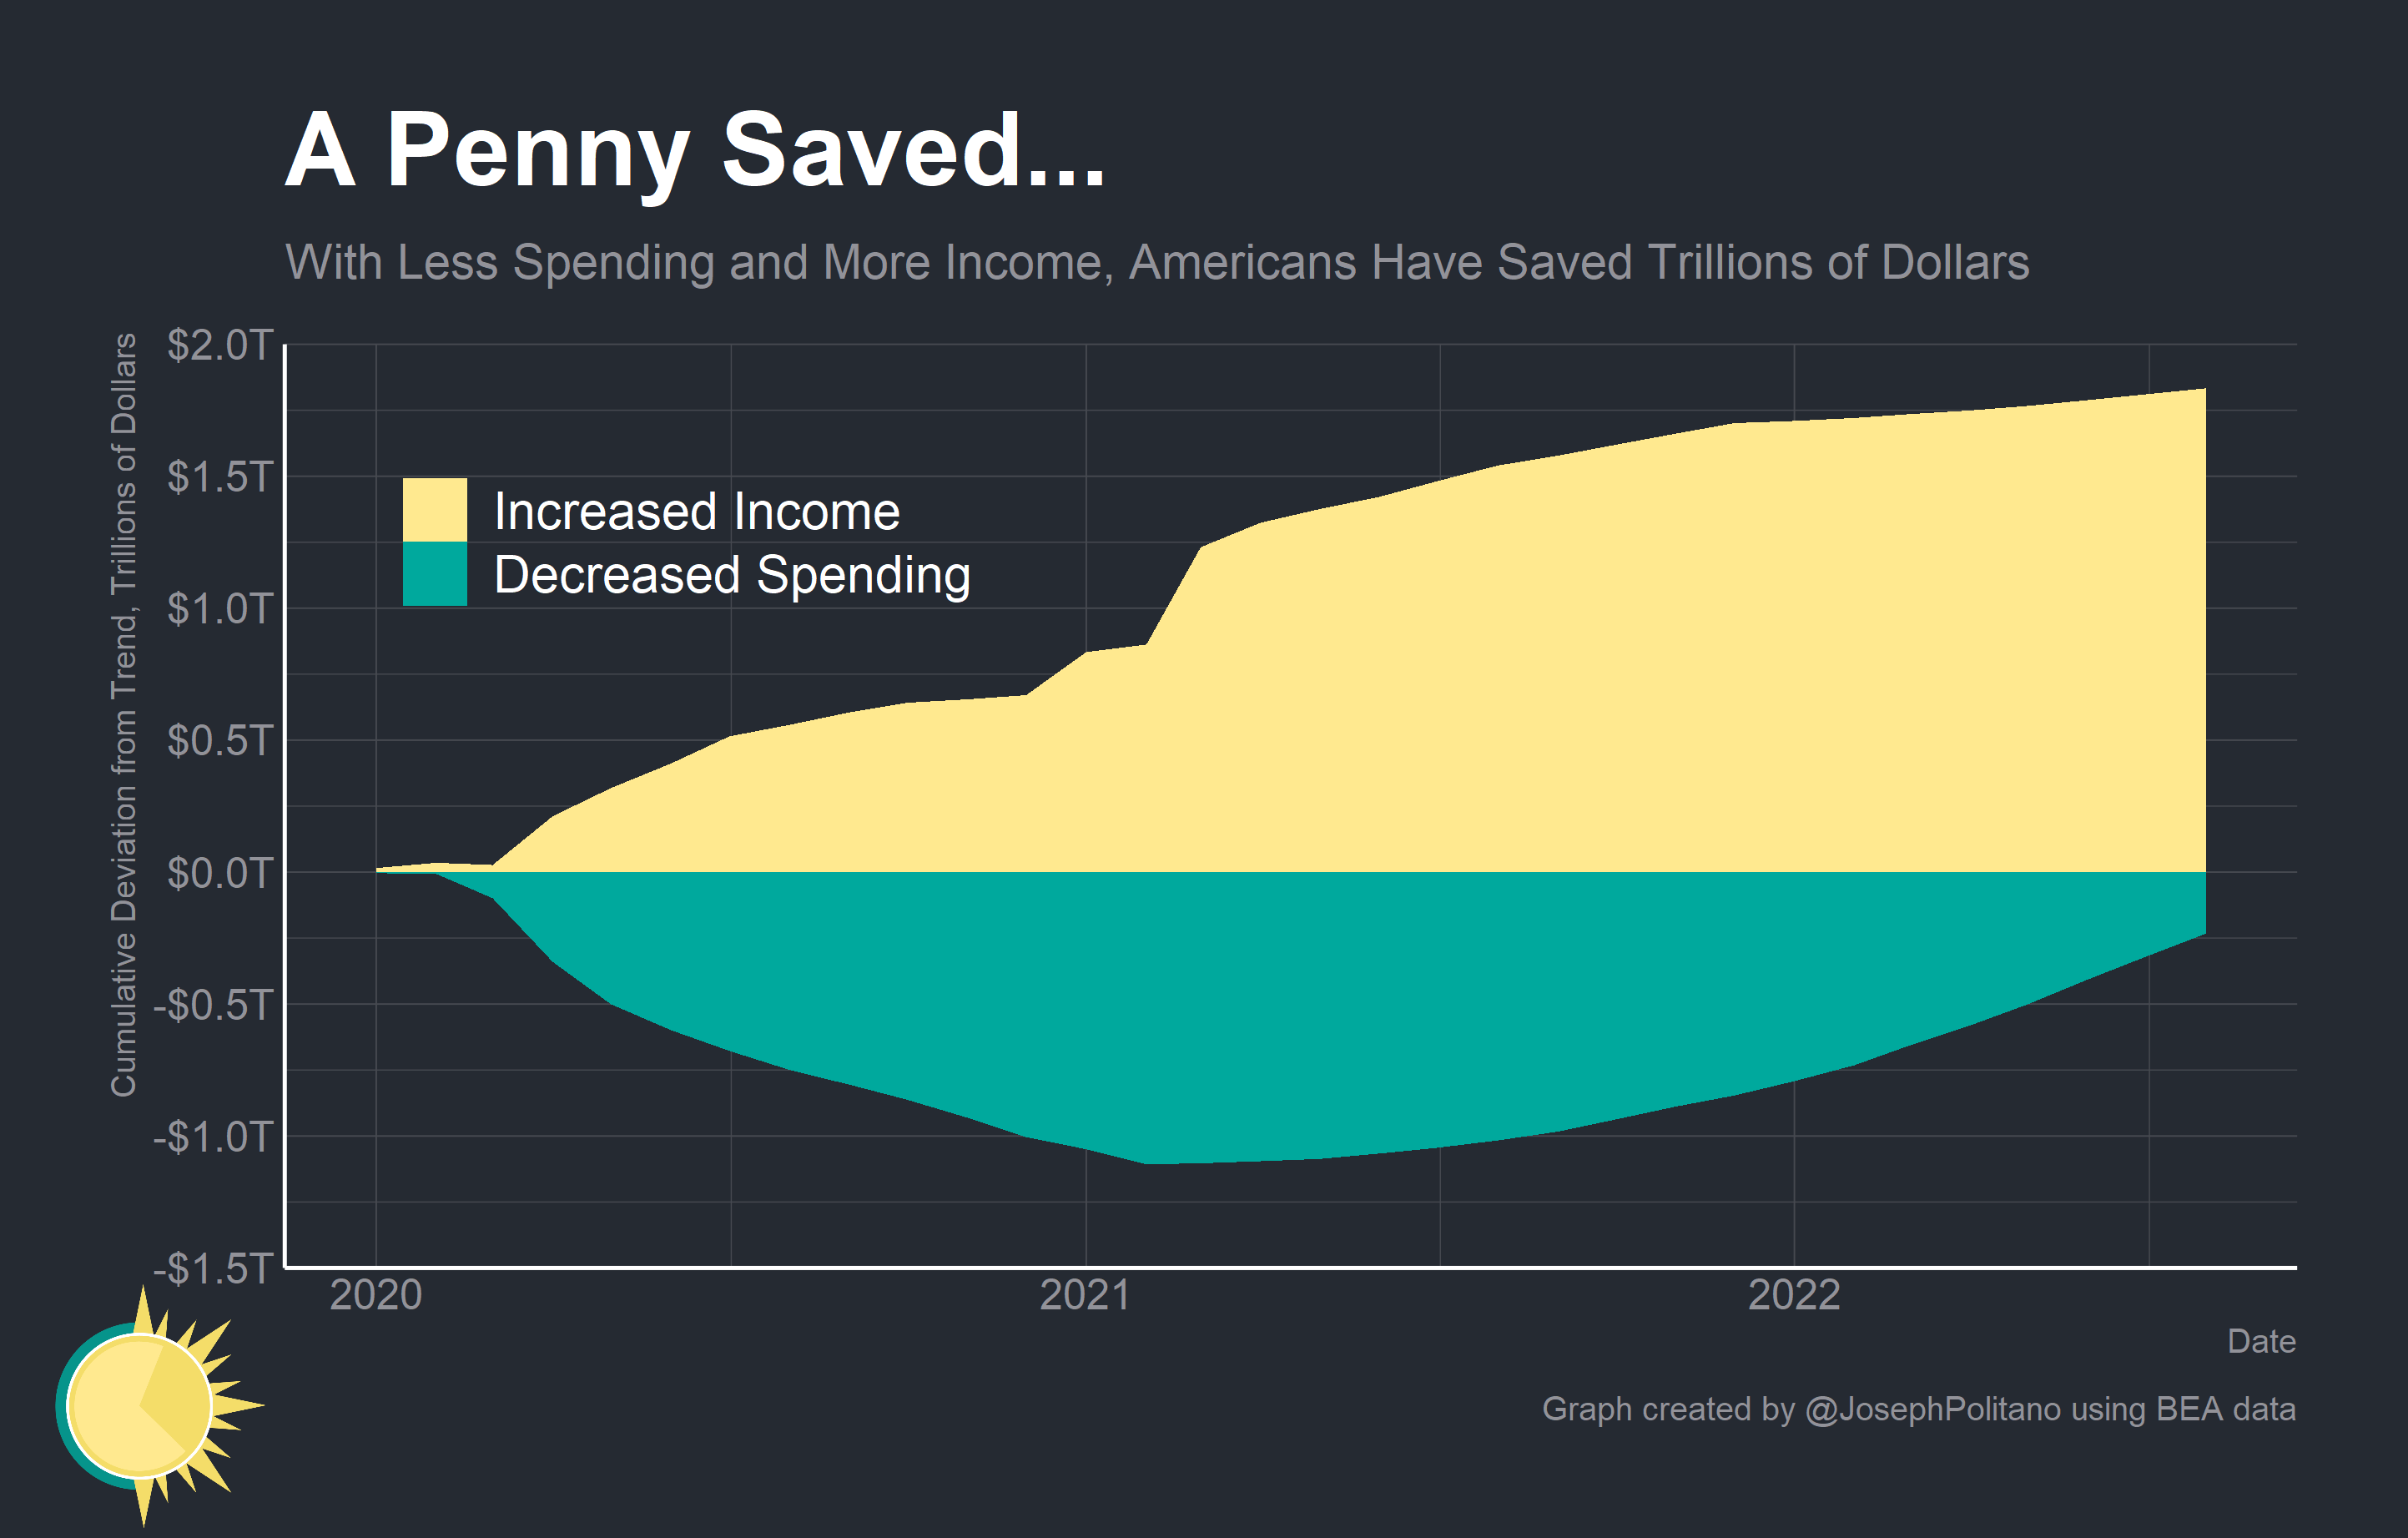 A Penny Saved...
With Less Spending and More Income, Americans Have Saved Trillions of Dollars
Cumulative Deviation from Trend, Trillions of Dollars
$2.0T
$1.5T
$1.0T
$0.5T
$0.0T
-$0.5T
-$1.0T
-$1.5T
Increased Income
Decreased Spending
2020
2021
2022
Date
Graph created by @JosephPolitano using BEA data